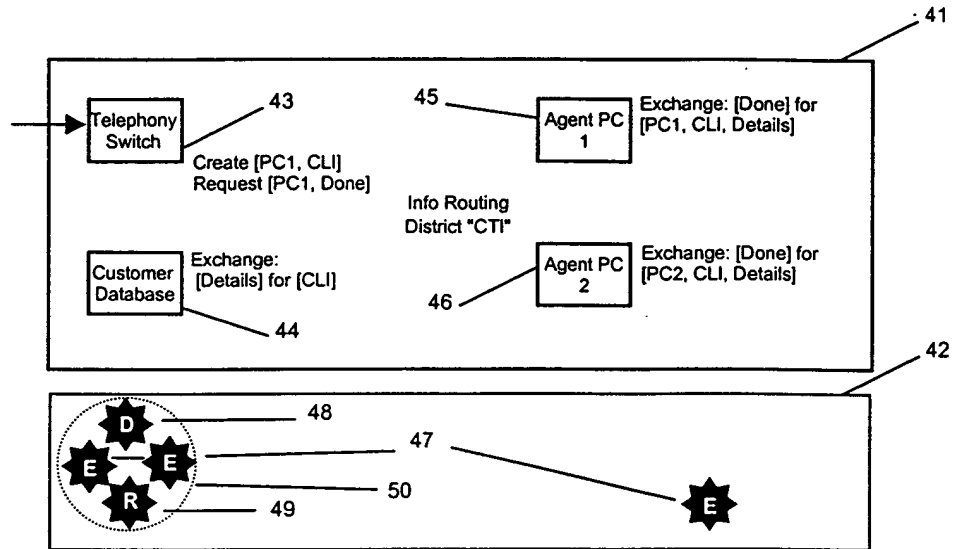 41
Telephony
Switch
43
Create [PC1, CLI]
Request [PC1, Done]
45
Agent PC
1
Exchange: [Done] for
[PC1, CLI, Details]
Info Routing
District "CTI"
Customer
Database
Exchange:
[Details] for [CLI]
44
46
Agent PC
2
Exchange: [Done] for
[PC2, CLI, Details]
42
D
48
E
E
47
R
50
49
E